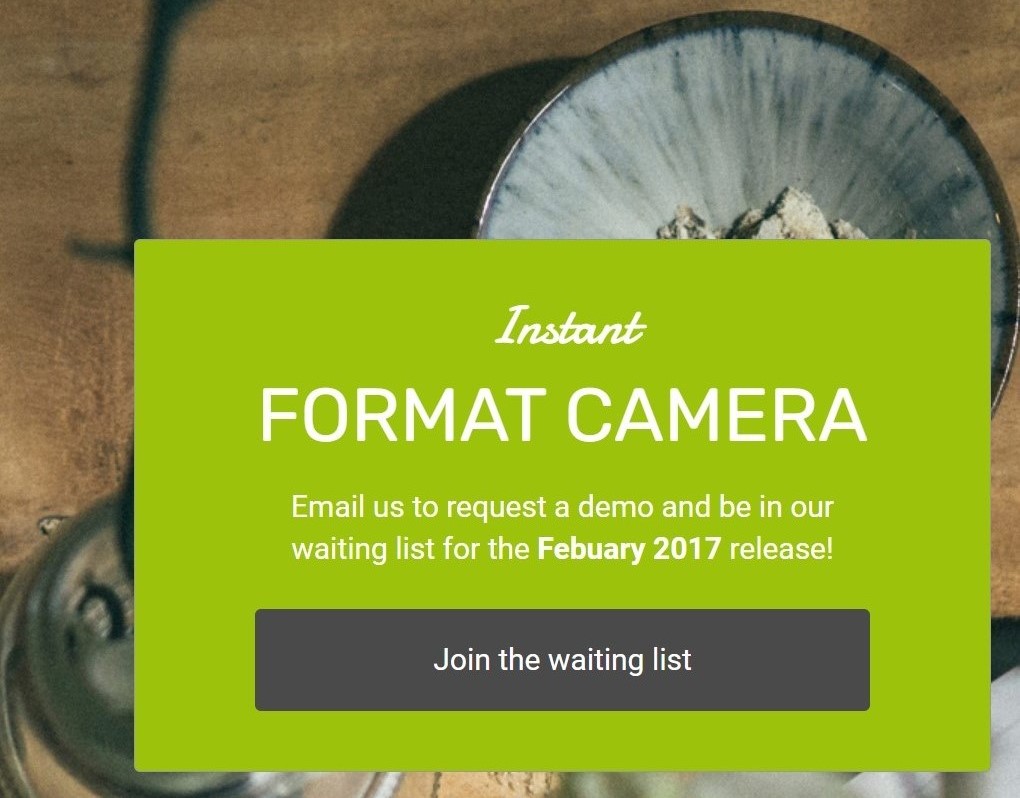 Instant
FORMAT CAMERA
Email us to request a demo and be in our
waiting list for the Febuary 2017 release!
Join the waiting list